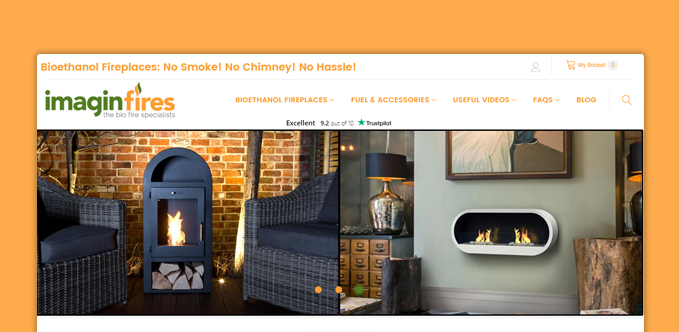 Bioethanol Fireplaces: No Smoke! No Chimney! No Hassle!
My Basket 0
imaginfires
the bio fire specialists
BIOETHANOL FIREPLACES FUEL & ACCESSORIES USEFUL VIDEOS FAQS BLOG
Excellent 9.2 out of 10 Trustpilot